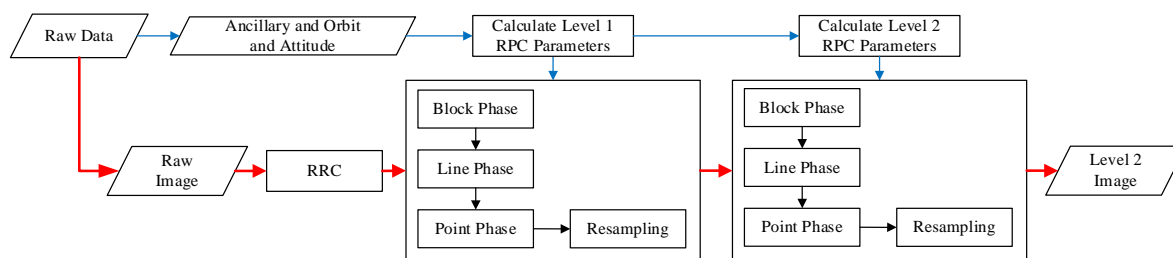 Raw Data
Ancillary and Orbit
and Attitude
Calculate Level 1
RPC Parameters
Calculate Level 2
RPC Parameters
Raw
Image
RRC
Block Phase
Line Phase
Point Phase
Resampling
Block Phase
Line Phase
Point Phase
Resampling
Level 2
Image